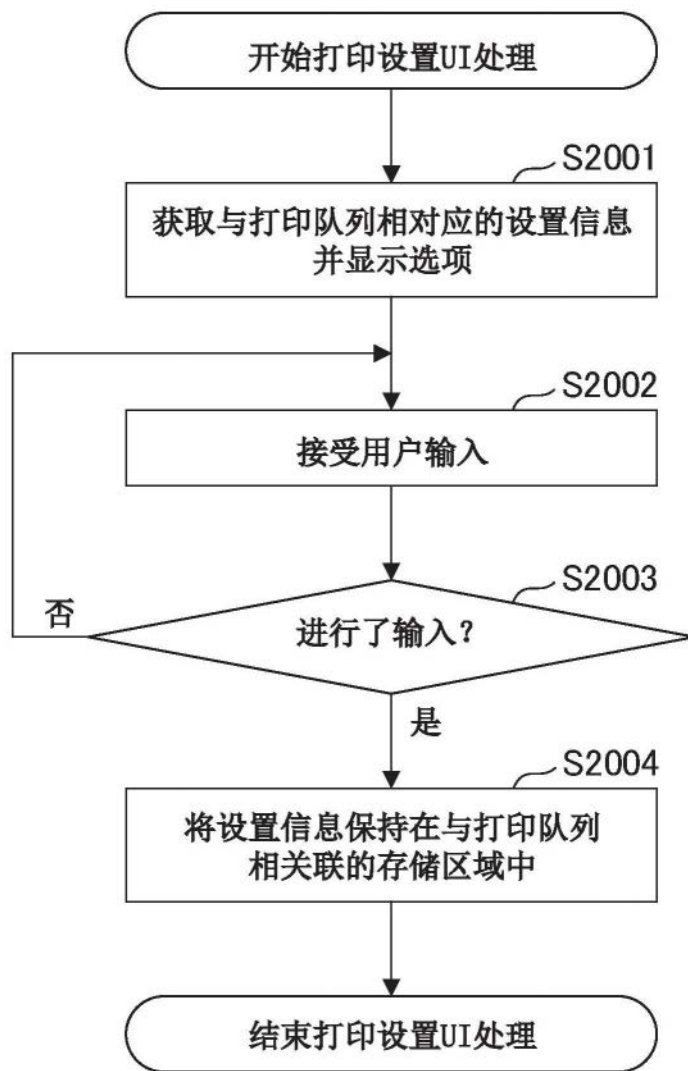 开始打印设置UI处理
S2001
获取与打印队列相对应的设置信息
并显示选项
S2002
接受用户输入
S2003
进行了输入？
否
是
S2004
将设置信息保持在与打印队列
相关联的存储区域中
结束打印设置UI处理